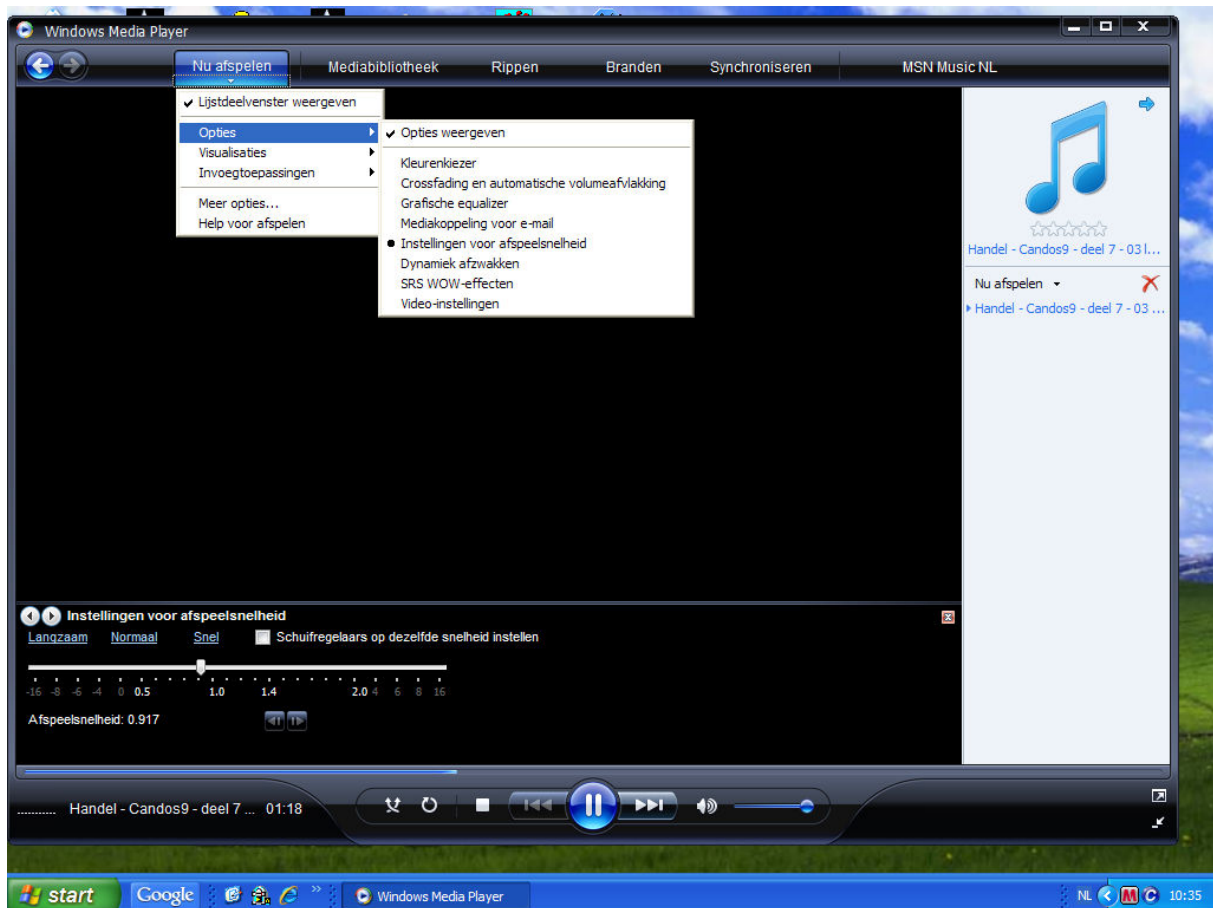 Windows Media Player
Nu afspelen Mediabibliotheek Rippen Branden Synchroniseren MSN Music NL
Lijstdeelvenster weergeven
Opties
Visualisaties
Invoegtoepassingen
Meer opties...
Help voor afspelen
Opties weergeven
Kleurenkiezer
Crossfading en automatische volumeafvlakking
Grafische equalizer
Mediakoppeling voor e-mail
Instellingen voor afspeelsnelheid
Dynamiek afzwakken
SRS WOW-effecten
Video-instellingen
Handel - Candos9 - deel 7 - 03 l...
Nu afspelen
Handel - Candos9 - deel 7 - 03 ...
Instellingen voor afspeelsnelheid
Langzaam Normaal Snel Schuifregelaars op dezelfde snelheid instellen
-16 -8 -6 -4 0 0.5 1.0 1.4 2.0 4 6 8 16
Afspeelsnelheid: 0.917
........... Handel - Candos9 - deel 7 ... 01:18
start Google Windows Media Player NL 10:35